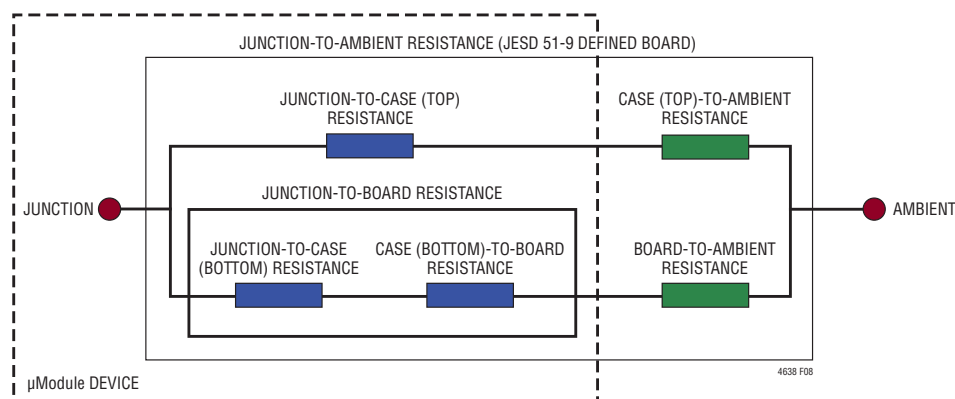 JUNCTION-TO-AMBIENT RESISTANCE (JESD 51-9 DEFINED BOARD)
JUNCTION-TO-CASE (TOP)
RESISTANCE
CASE (TOP)-TO-AMBIENT
RESISTANCE
JUNCTION-TO-BOARD RESISTANCE
JUNCTION
AMBIENT
JUNCTION-TO-CASE
(BOTTOM) RESISTANCE
CASE (BOTTOM)-TO-BOARD
RESISTANCE
BOARD-TO-AMBIENT
RESISTANCE
4638 F08
µModule DEVICE